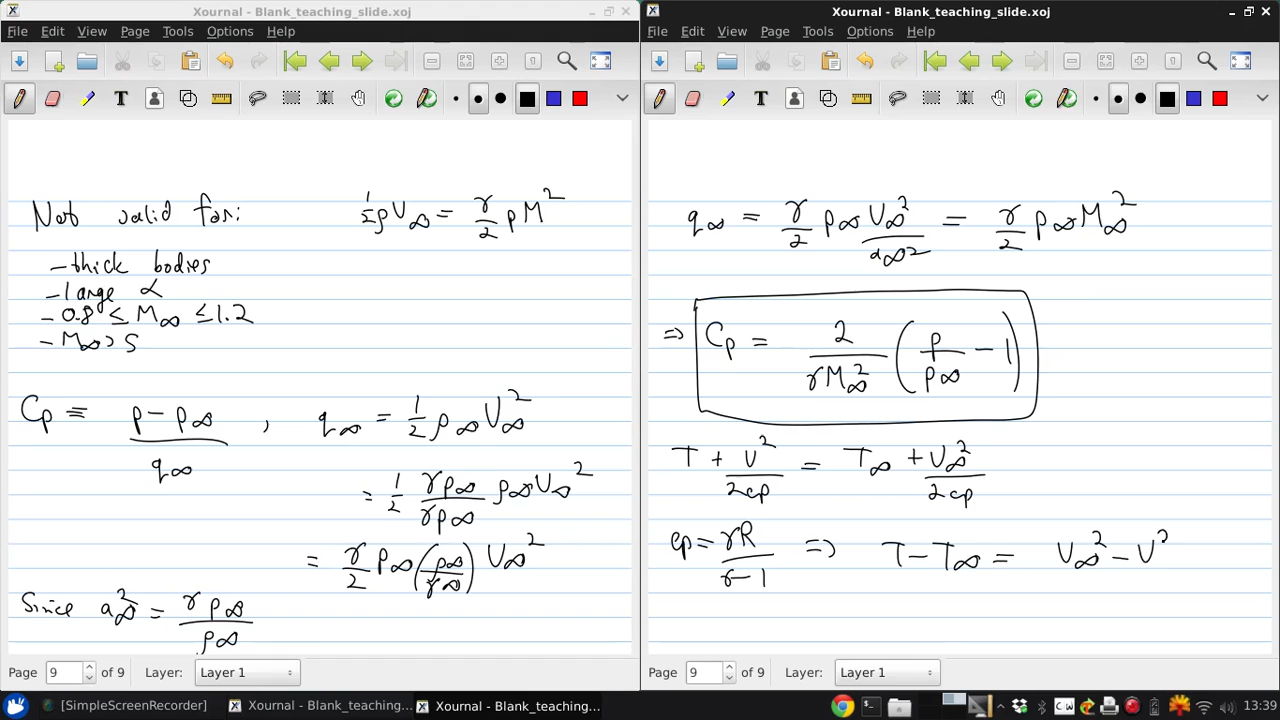 Xournal - Blank_teaching_slide.xoj
File Edit View Page Tools Options Help
Not valid for: ½ρV∞ = γ/2 pM²
- thick bodies
- large α
- 0.8 ≤ M∞ ≤ 1.2
- M∞ > 5
Cp ≡ (p - p∞)/q∞ , q∞ = 1/2 ρ∞ V∞²
= 1/2 γp∞/γp∞ ρ∞V∞²
= γ/2 p∞ (ρ∞/γp∞) V∞²
Since a∞² = γp∞/ρ∞
Page 9 of 9 Layer: Layer 1
Xournal - Blank_teaching_slide.xoj
File Edit View Page Tools Options Help
q∞ = γ/2 p∞ V∞²/a∞² = γ/2 p∞M∞²
⇒ Cp = 2/γM∞² (p/p∞ - 1)
T + V²/2cp = T∞ + V∞²/2cp
cp = γR/γ-1 ⇒ T - T∞ = V∞² - V²
Page 9 of 9 Layer: Layer 1
[SimpleScreenRecorder] Xournal - Blank_teaching_slide.... Xournal - Blank_teaching_slide.... 13:39